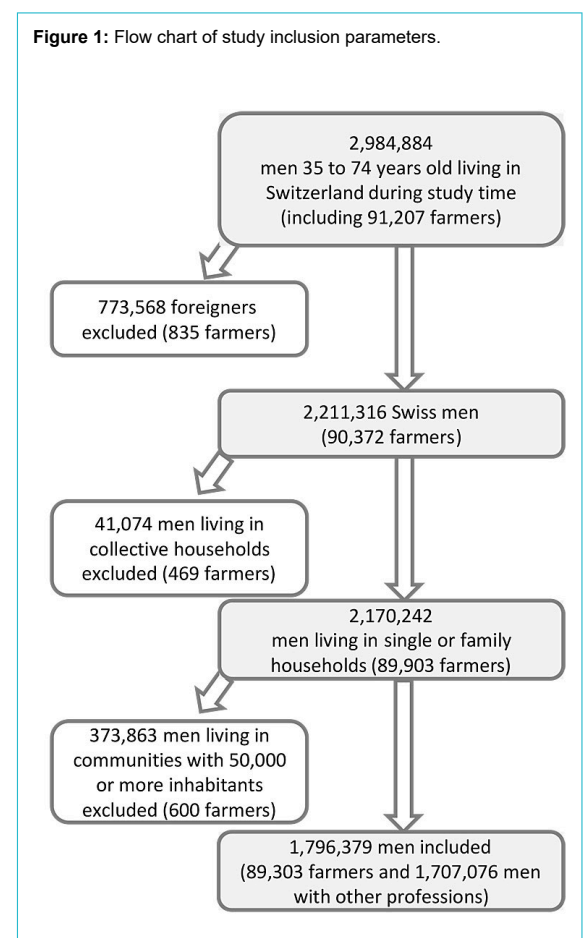 Figure 1: Flow chart of study inclusion parameters.
2,984,884
men 35 to 74 years old living in
Switzerland during study time
(including 91,207 farmers)
773,568 foreigners
excluded (835 farmers)
2,211,316 Swiss men
(90,372 farmers)
41,074 men living in
collective households
excluded (469 farmers)
2,170,242
men living in single or family
households (89,903 farmers)
373,863 men living in
communities with 50,000
or more inhabitants
excluded (600 farmers)
1,796,379 men included
(89,303 farmers and 1,707,076 men
with other professions)